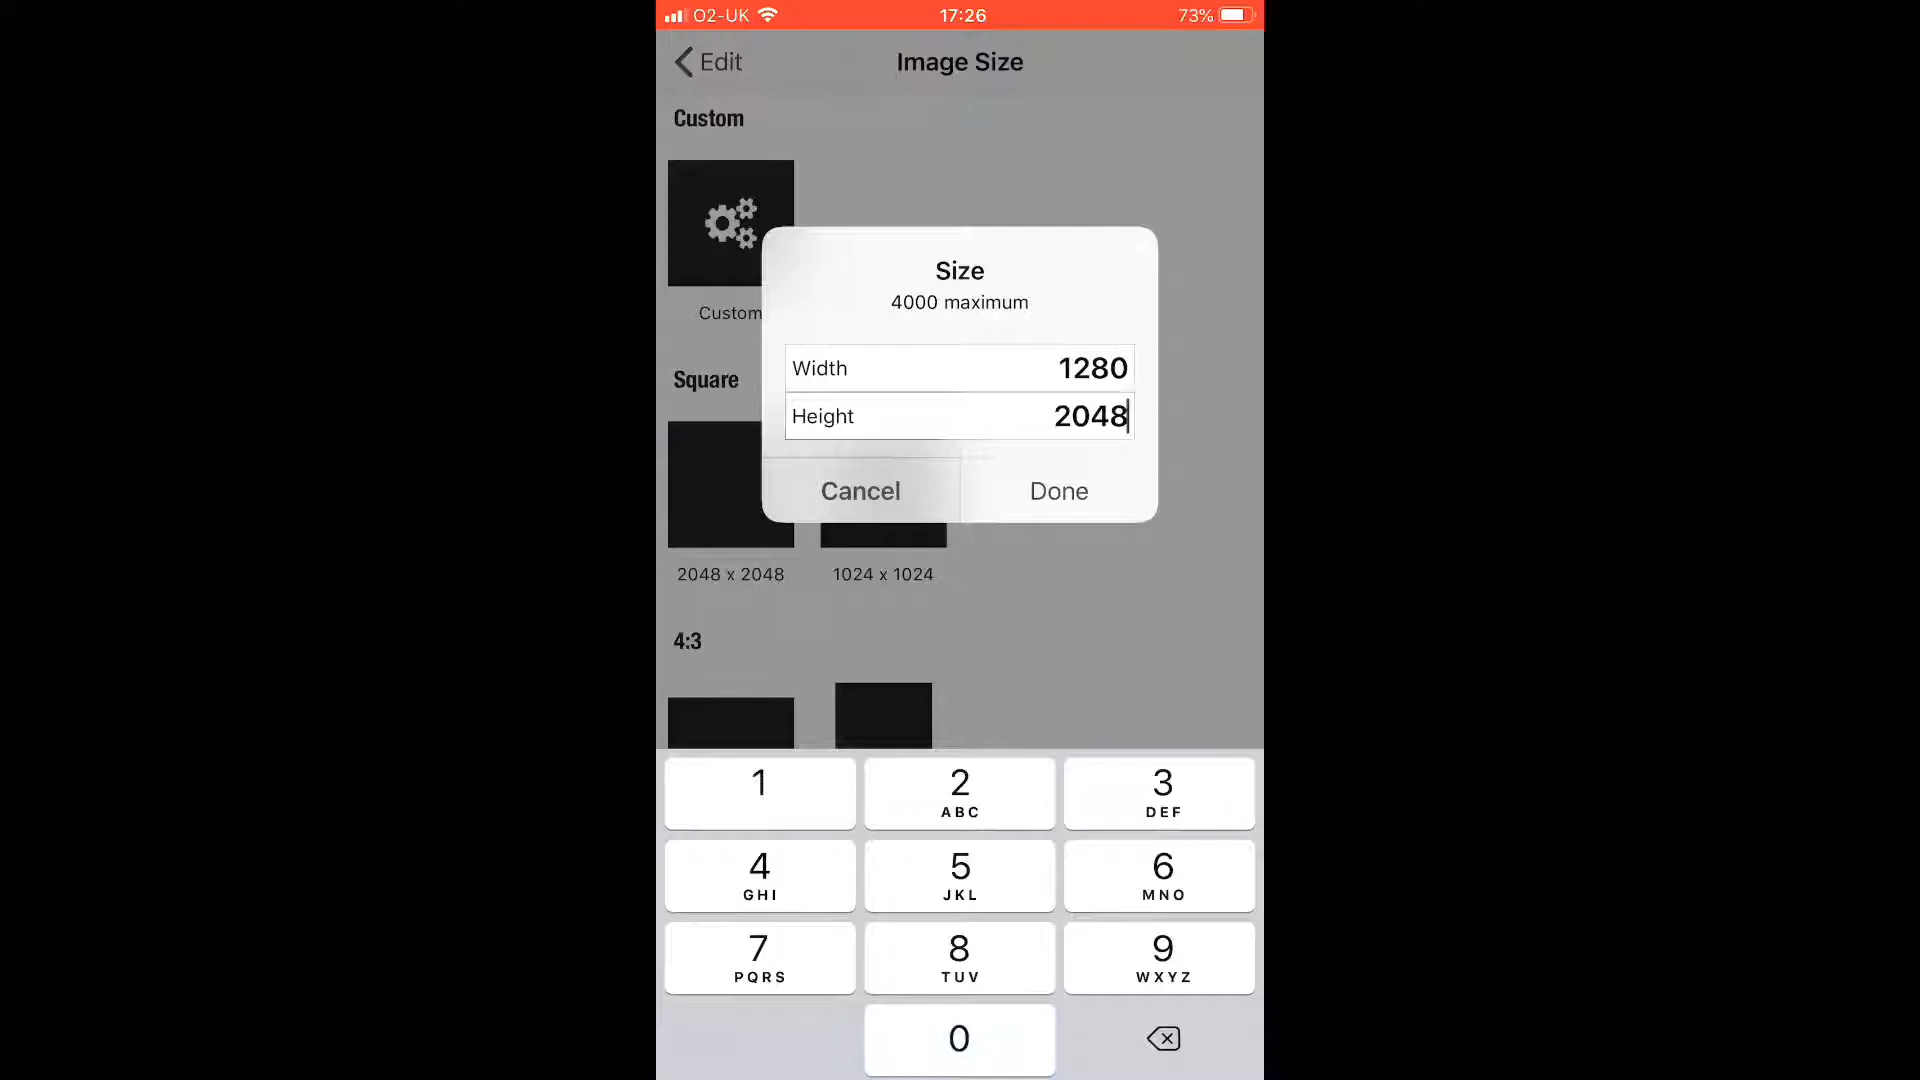 O2-UK 17:26 73%
Edit Image Size
Custom
Custom
Size
4000 maximum
Width 1280
Height 2048
Cancel Done
Square
2048 x 2048 1024 x 1024
4:3
1 2 3
ABC DEF
4 5 6
GHI JKL MNO
7 8 9
PQRS TUV WXYZ
0